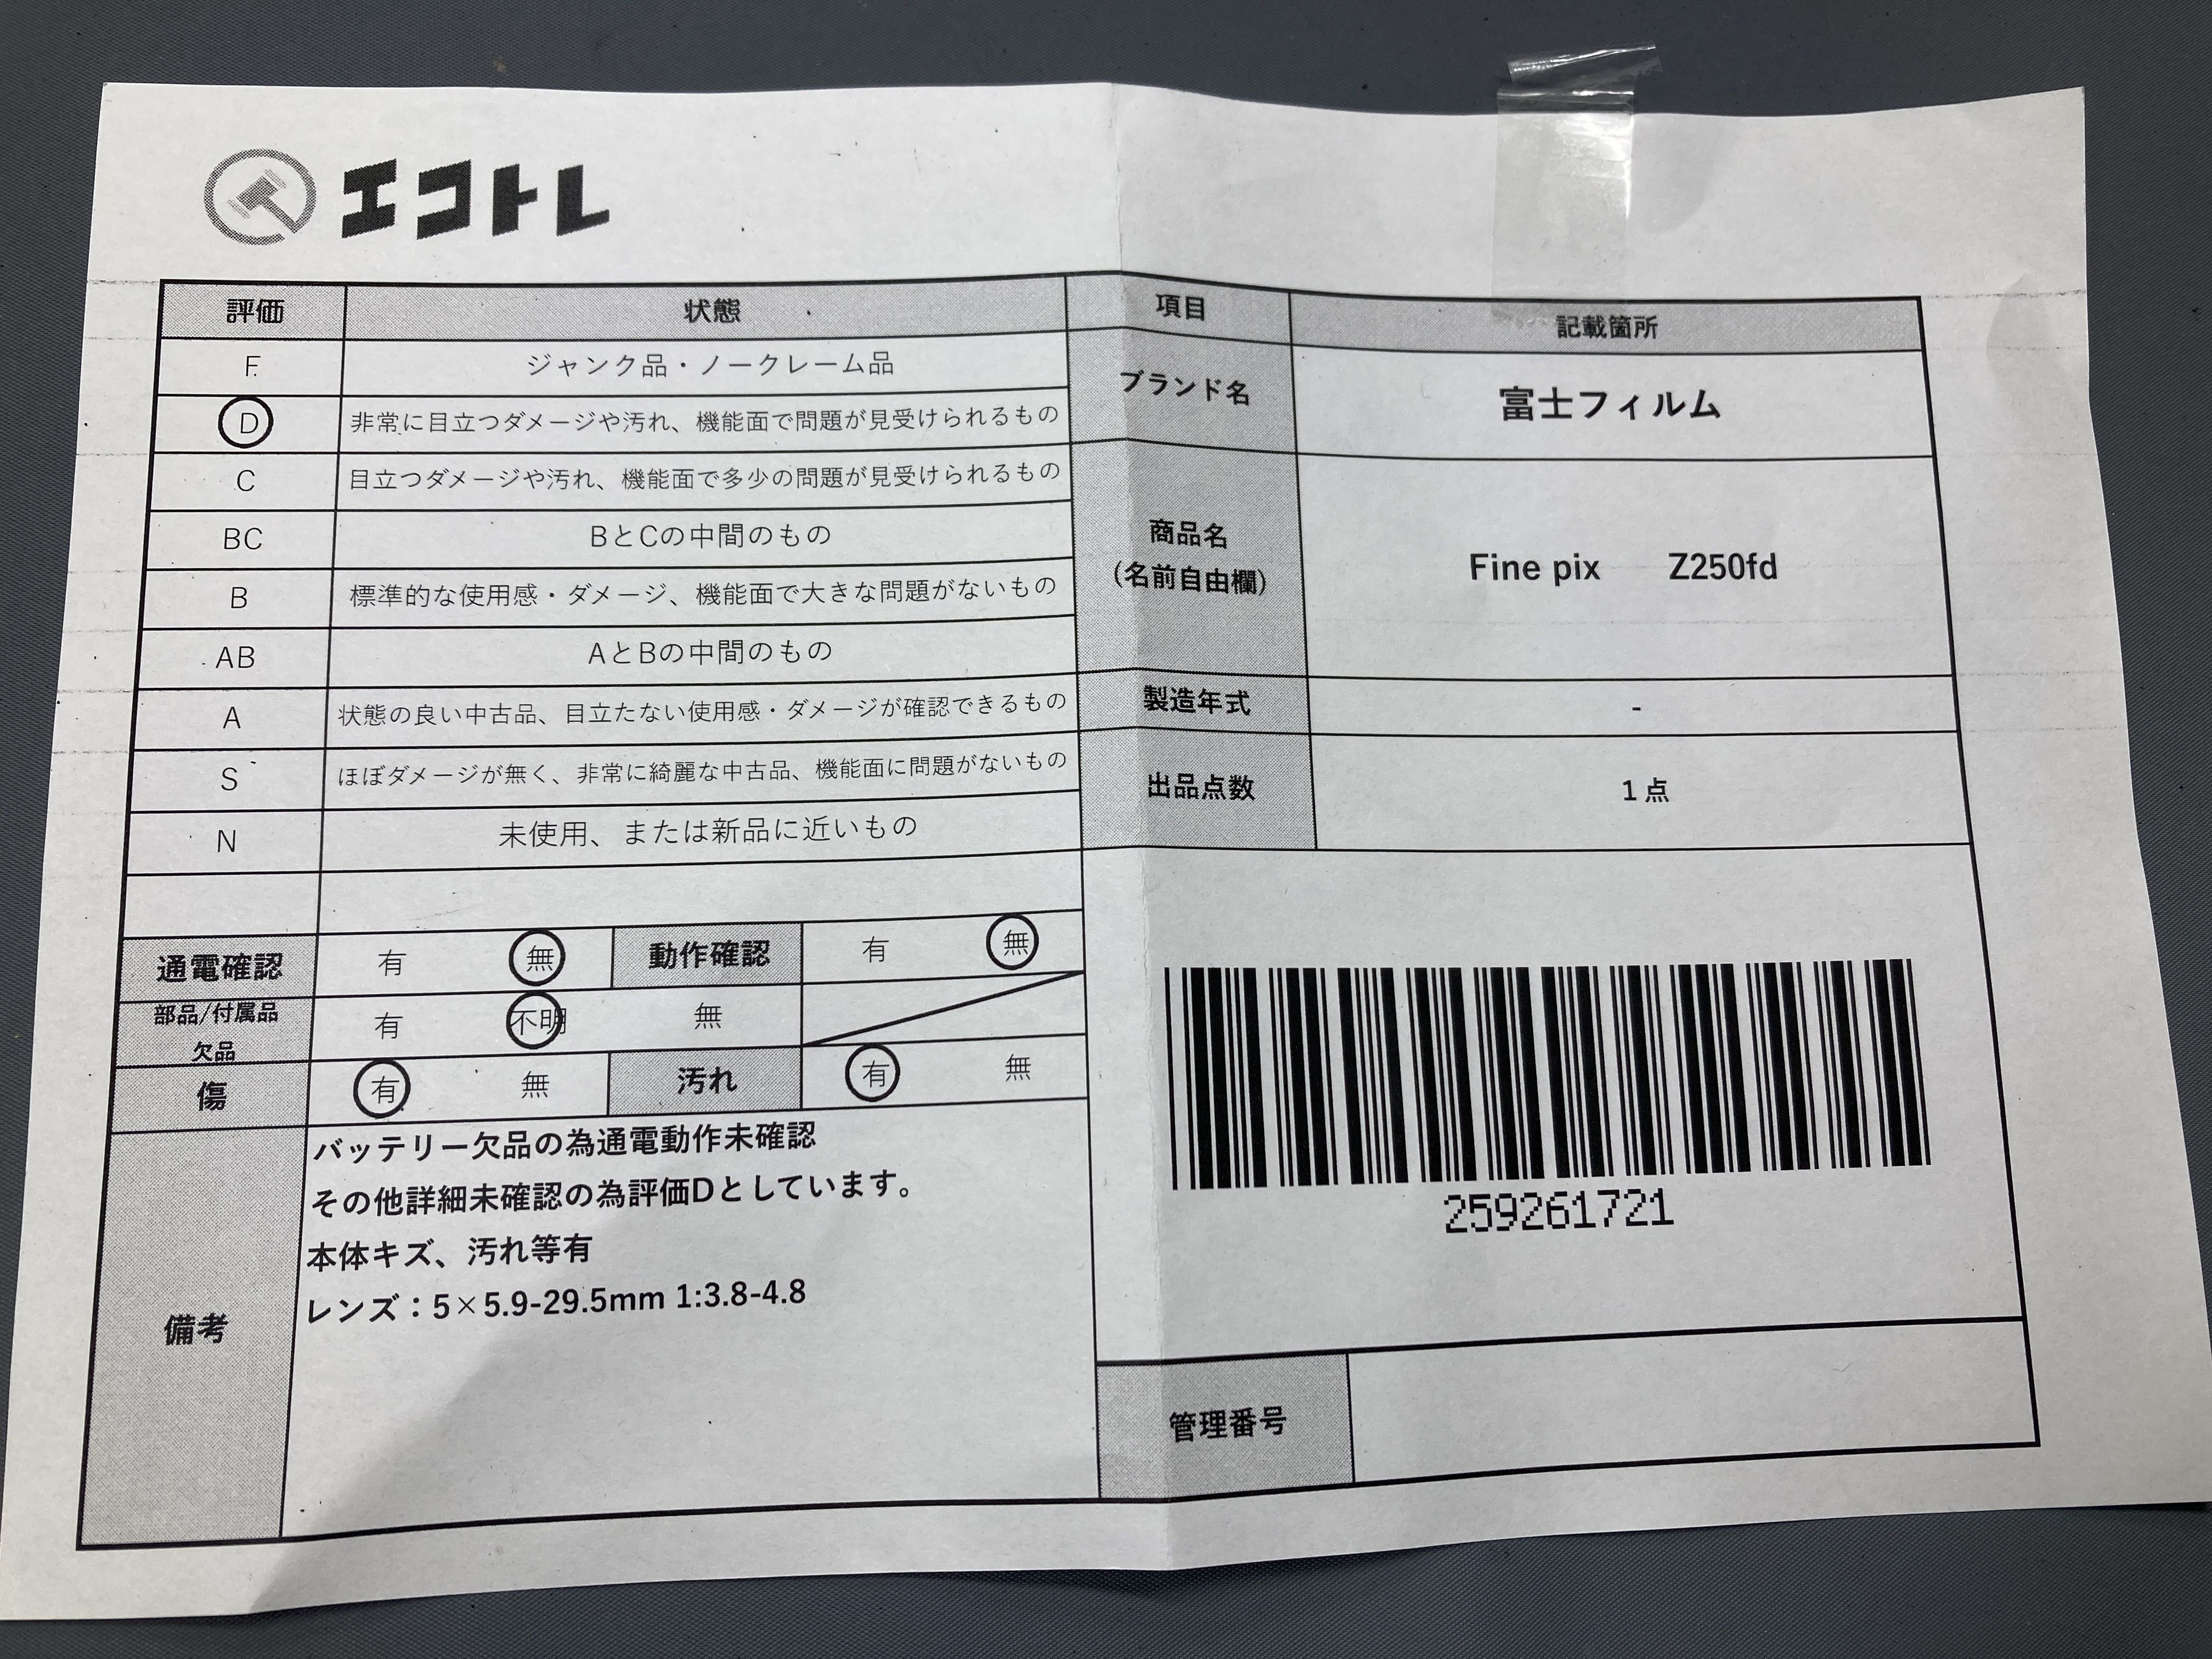 エコトレ
評価 状態
F ジャンク品・ノークレーム品
D 非常に目立つダメージや汚れ、機能面で問題が見受けられるもの
C 目立つダメージや汚れ、機能面で多少の問題が見受けられるもの
BC BとCの中間のもの
B 標準的な使用感・ダメージ、機能面で大きな問題がないもの
AB AとBの中間のもの
A 状態の良い中古品、目立たない使用感・ダメージが確認できるもの
S ほぼダメージが無く、非常に綺麗な中古品、機能面に問題がないもの
N 未使用、または新品に近いもの
通電確認 有 無 動作確認 有 無
部品/付属品
欠品 有 不明 無
傷 有 無 汚れ 有 無
備考
バッテリー欠品の為通電動作未確認
その他詳細未確認の為評価Dとしています。
本体キズ、汚れ等有
レンズ：5×5.9-29.5mm 1:3.8-4.8
項目 記載箇所
ブランド名 富士フィルム
商品名
(名前自由欄) Fine pix Z250fd
製造年式 -
出品点数 1点
259261721
管理番号